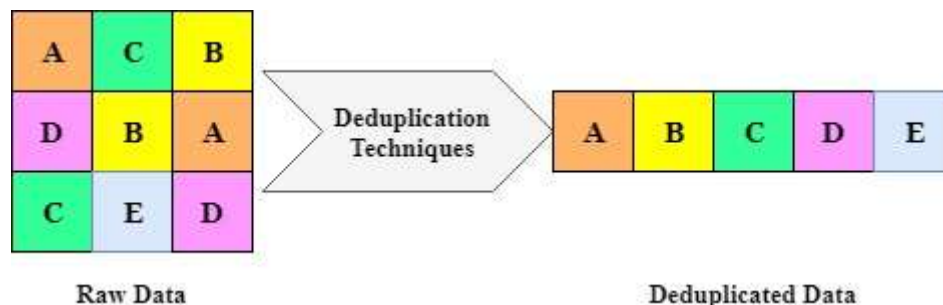 A C B
D B A
C E D
Deduplication
Techniques
A B C D E
Raw Data
Deduplicated Data